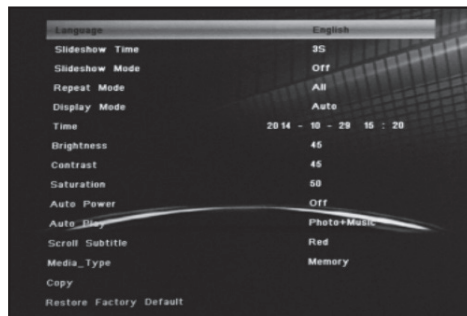 Language English
Slideshow Time 3S
Slideshow Mode Off
Repeat Mode All
Display Mode Auto
Time 2014 - 10 - 29 15 : 20
Brightness 45
Contrast 45
Saturation 50
Auto Power Off
Auto Play Photo+Music
Scroll Subtitle Red
Media_Type Memory
Copy
Restore Factory Default